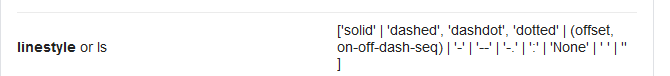 ['solid' | 'dashed', 'dashdot', 'dotted' | (offset,
linestyle or ls
on-off-dash-seq) | '-' | '--' | '-.' | ':' | 'None' | ' ' | ''
]